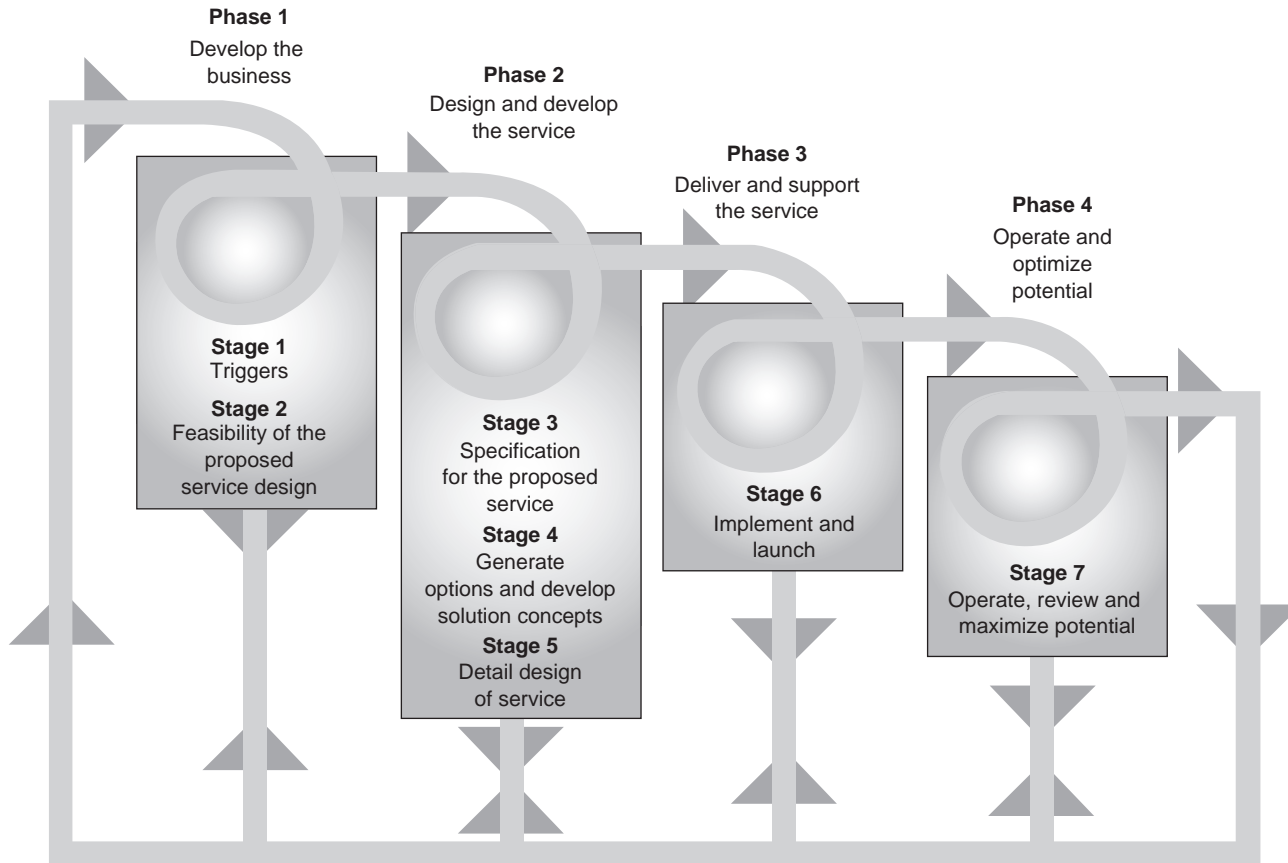 Phase 1
Develop the
business
Phase 2
Design and develop
the service
Phase 3
Deliver and support
the service
Phase 4
Operate and
optimize
potential
Stage 1
Triggers
Stage 2
Feasibility of the
proposed
service design
Stage 3
Specification
for the proposed
service
Stage 4
Generate
options and develop
solution concepts
Stage 5
Detail design
of service
Stage 6
Implement and
launch
Stage 7
Operate, review and
maximize potential